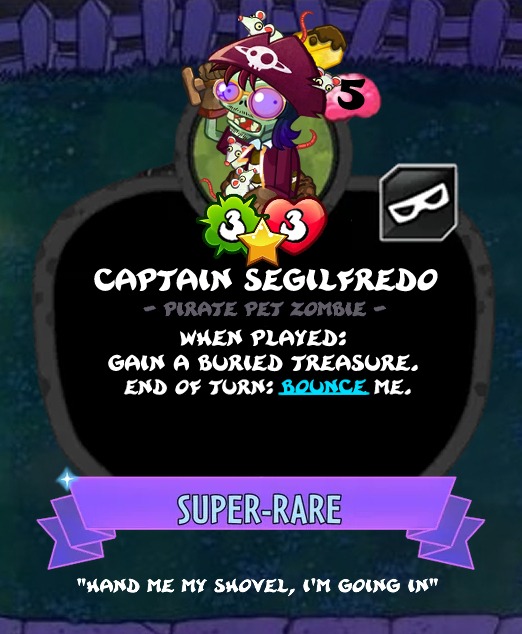 5
3 3
CAPTAIN SEGILFREDO
- PIRATE PET ZOMBIE -
WHEN PLAYED:
GAIN A BURIED TREASURE.
END OF TURN: BOUNCE ME.
SUPER-RARE
"HAND ME MY SHOVEL, I'M GOING IN"